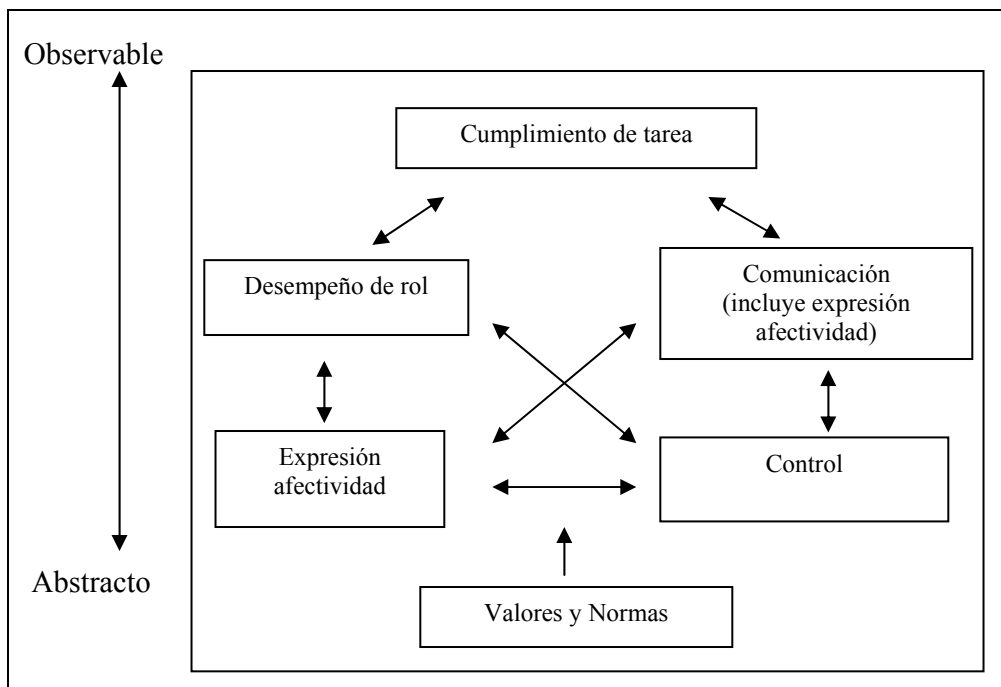 Observable
Cumplimiento de tarea
Desempeño de rol
Comunicación
(incluye expresión
afectividad)
Expresión
afectividad
Control
Abstracto
Valores y Normas